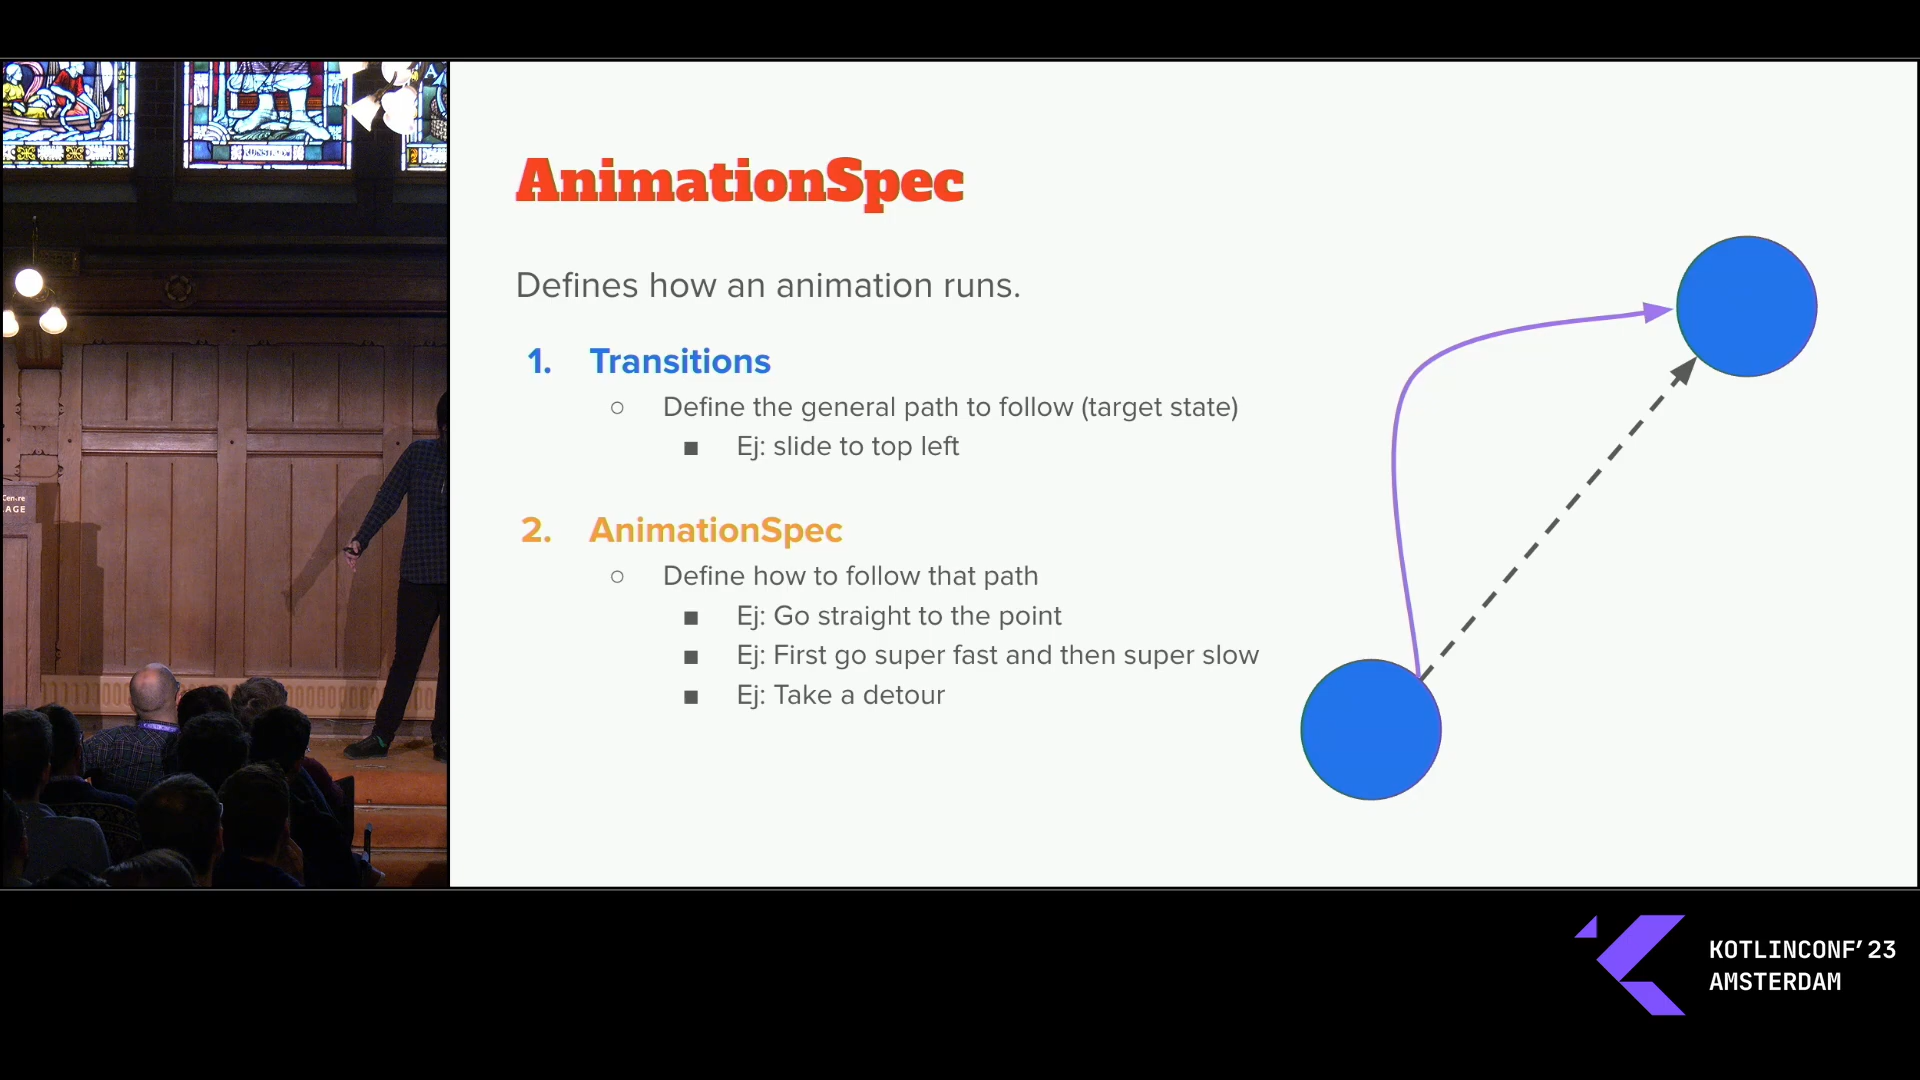 AnimationSpec
Defines how an animation runs.
1. Transitions
○ Define the general path to follow (target state)
■ Ej: slide to top left
2. AnimationSpec
○ Define how to follow that path
■ Ej: Go straight to the point
■ Ej: First go super fast and then super slow
■ Ej: Take a detour
AGE
KOTLINCONF'23
AMSTERDAM